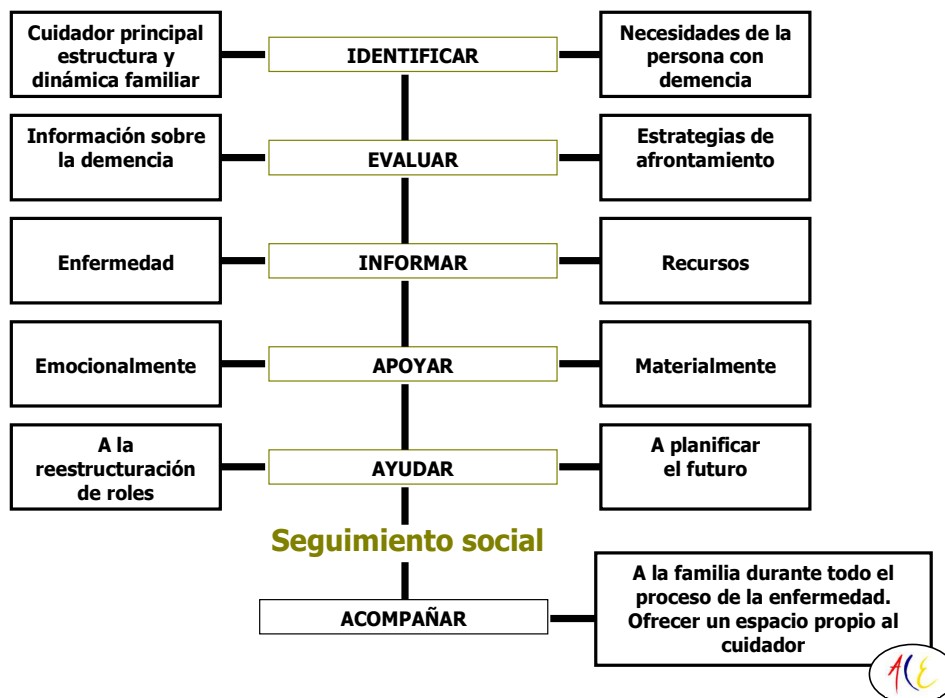 Cuidador principal
estructura y
dinámica familiar
IDENTIFICAR
Necesidades de la
persona con
demencia
Información sobre
la demencia
EVALUAR
Estrategias de
afrontamiento
Enfermedad
INFORMAR
Recursos
Emocionalmente
APOYAR
Materialmente
A la
reestructuración
de roles
AYUDAR
A planificar
el futuro
Seguimiento social
ACOMPAÑAR
A la familia durante todo el
proceso de la enfermedad.
Ofrecer un espacio propio al
cuidador
ACE